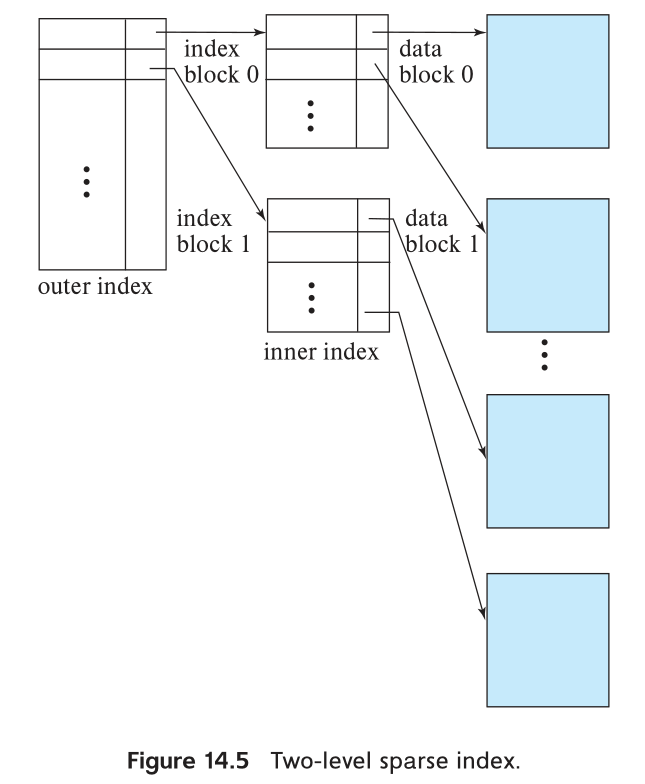 index
block 0
data
block 0
index
block 1
data
block 1
outer index
inner index
Figure 14.5 Two-level sparse index.